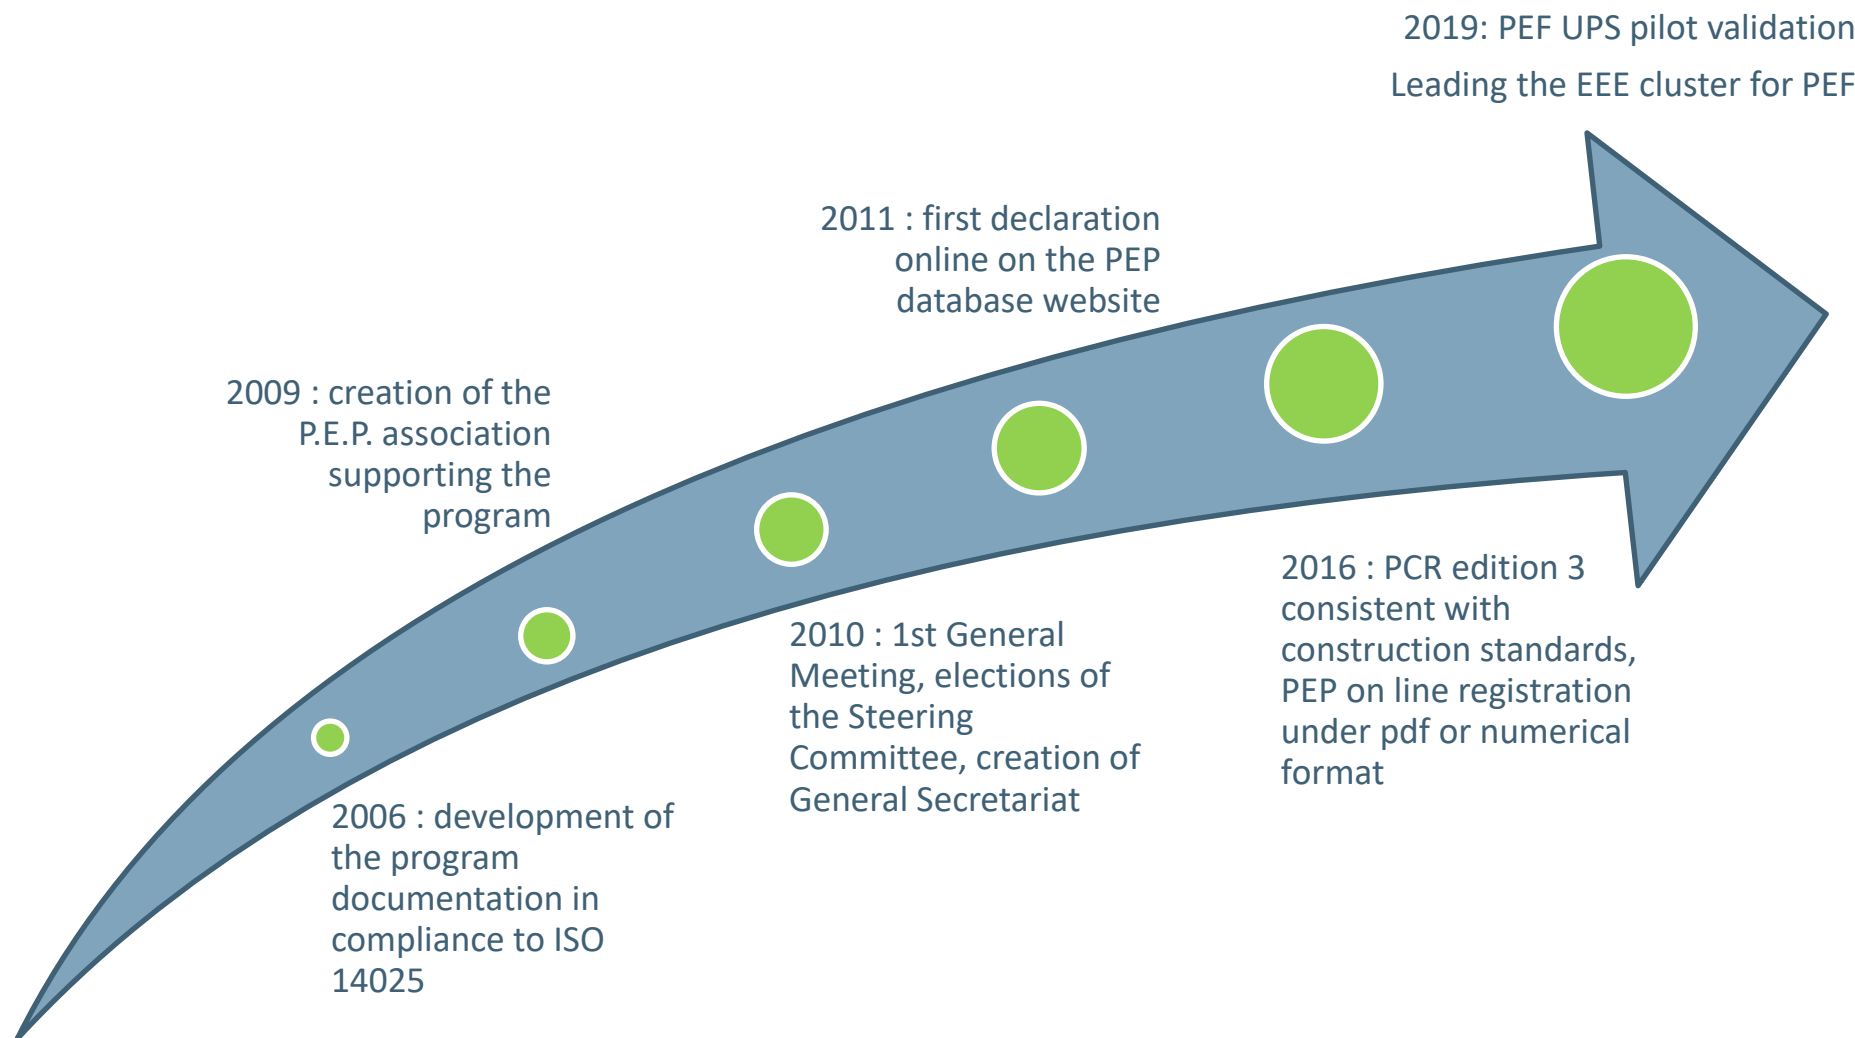 2019: PEF UPS pilot validation
Leading the EEE cluster for PEF
2011 : first declaration
online on the PEP
database website
2009 : creation of the
P.E.P. association
supporting the
program
2016 : PCR edition 3
consistent with
construction standards,
PEP on line registration
under pdf or numerical
format
2010 : 1st General
Meeting, elections of
the Steering
Committee, creation of
General Secretariat
2006 : development of
the program
documentation in
compliance to ISO
14025